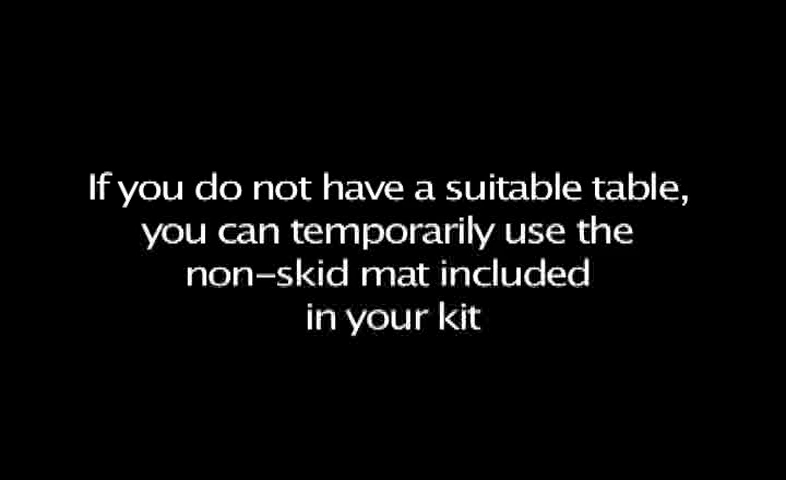 If you do not have a suitable table,
you can temporarily use the
non-skid mat included
in your kit